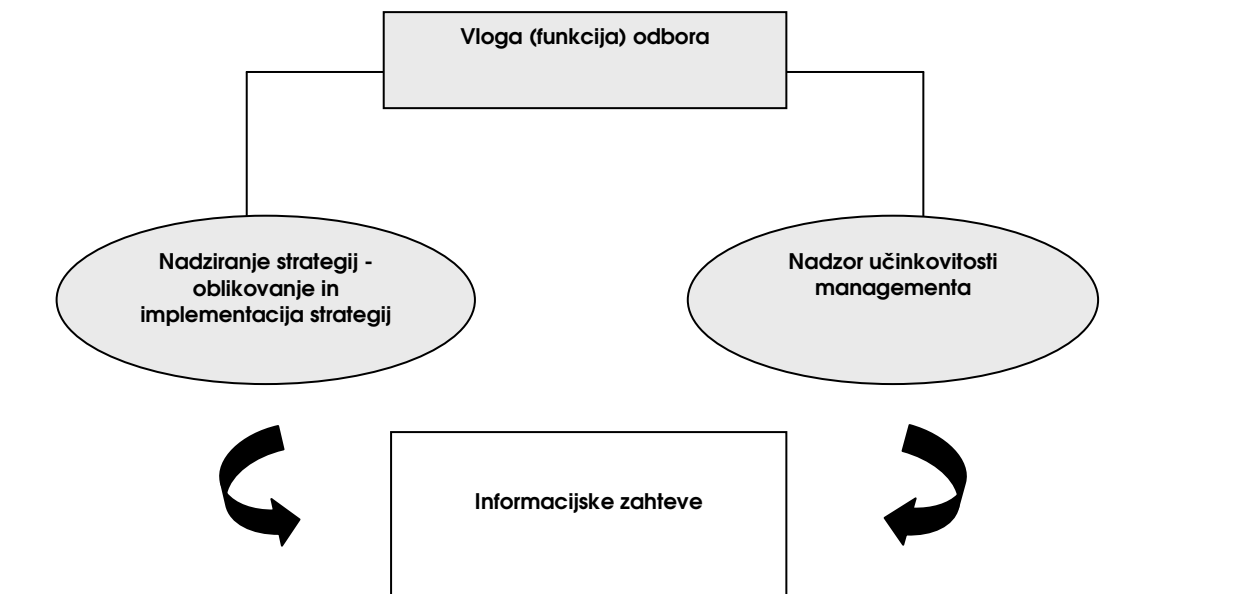 Vloga (funkcija) odbora
Nadziranje strategij -
oblikovanje in
implementacija strategij
Nadzor učinkovitosti
managementa
Informacijske zahteve